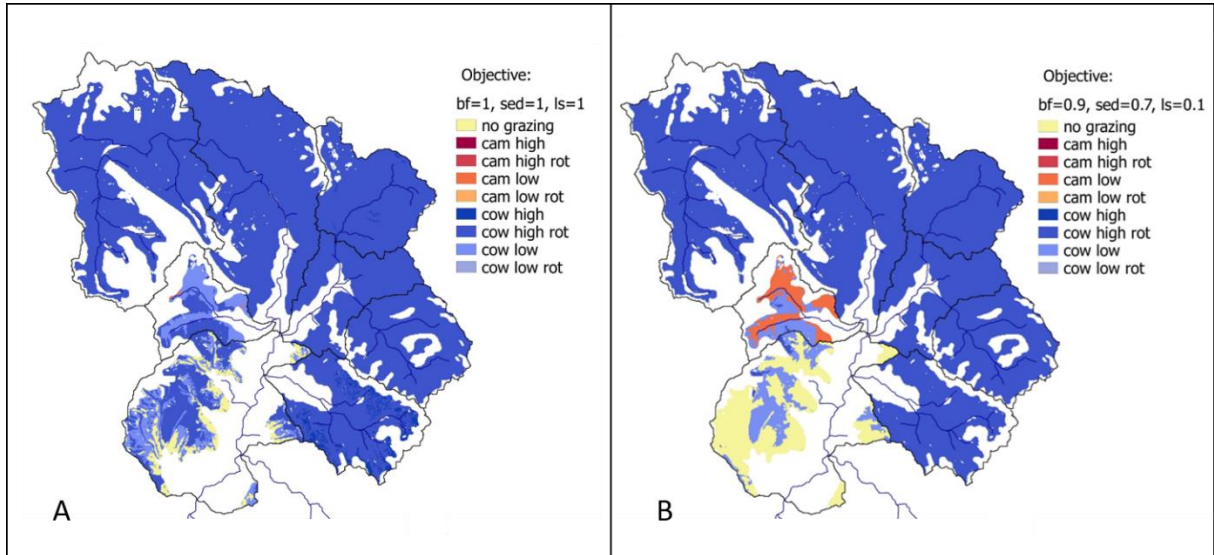 Objective:
bf=1, sed=1, ls=1
no grazing
cam high
cam high rot
cam low
cam low rot
cow high
cow high rot
cow low
cow low rot
A
Objective:
bf=0.9, sed=0.7, ls=0.1
no grazing
cam high
cam high rot
cam low
cam low rot
cow high
cow high rot
cow low
cow low rot
B